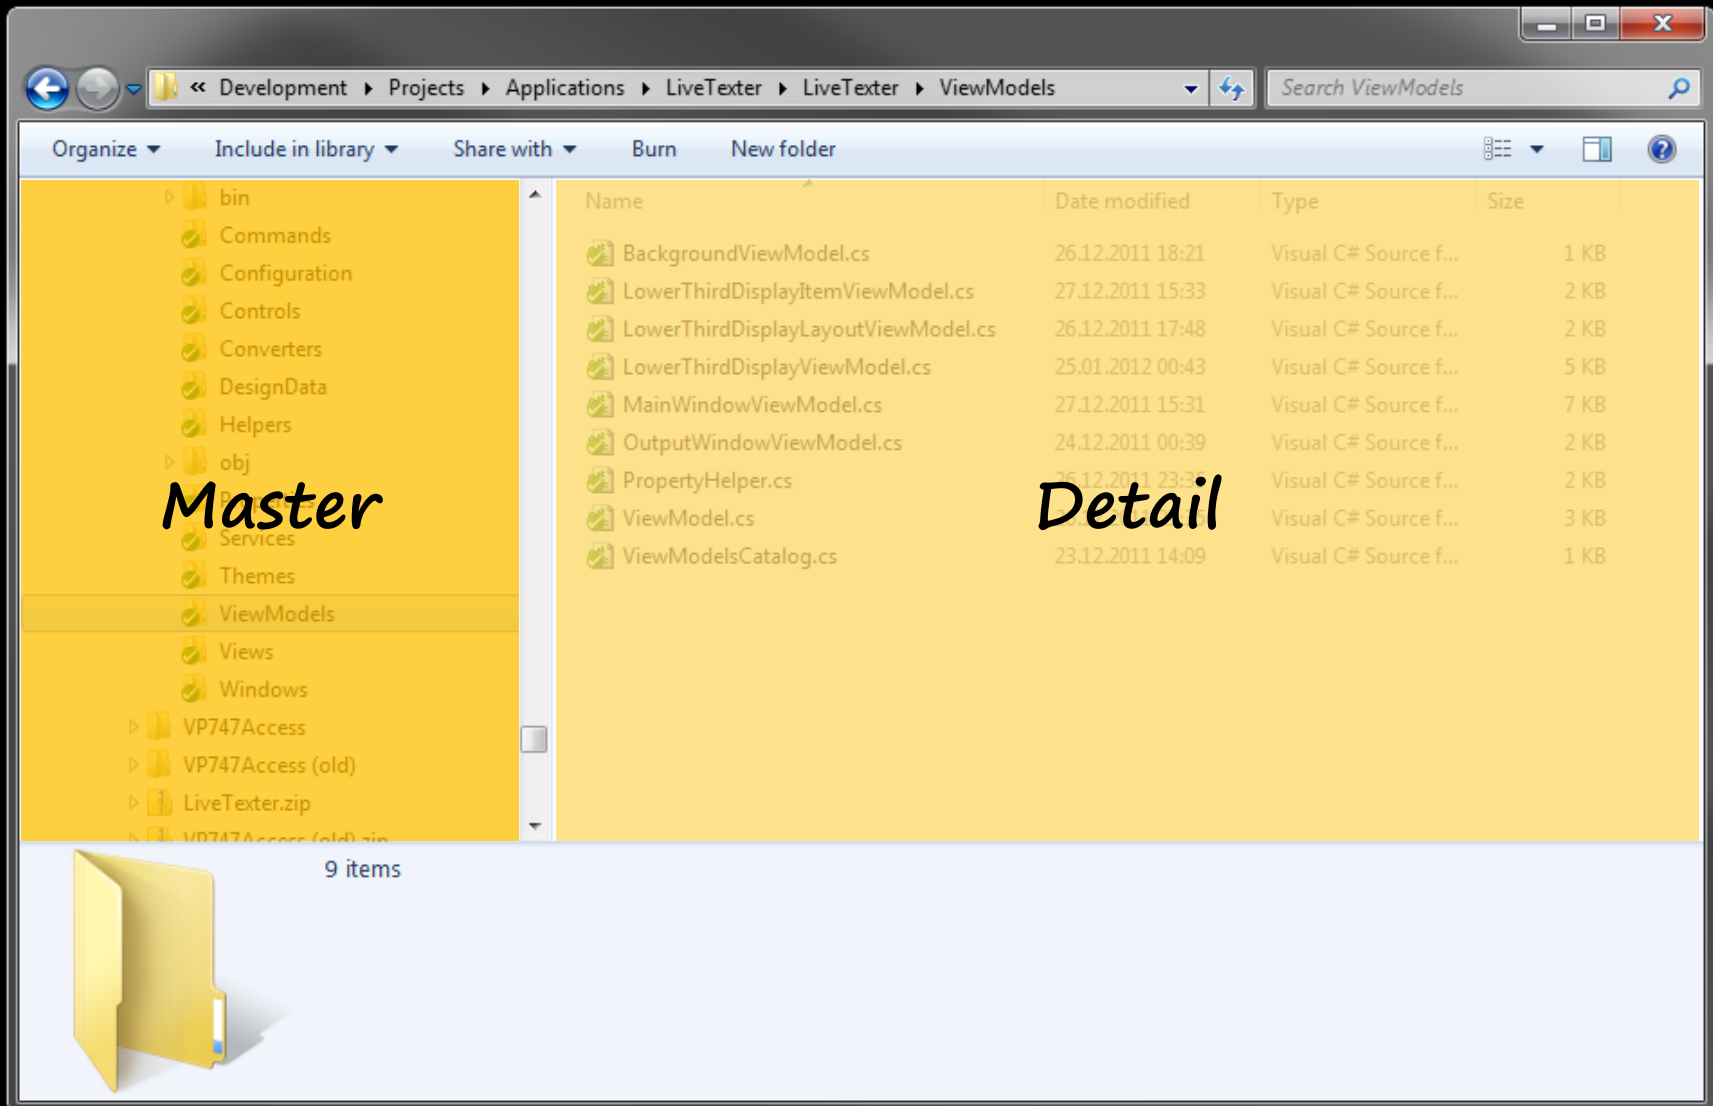 « Development ▸ Projects ▸ Applications ▸ LiveTexter ▸ LiveTexter ▸ ViewModels
Search ViewModels
Organize Include in library Share with Burn New folder
bin
Commands
Configuration
Controls
Converters
DesignData
Helpers
obj
Properties
Services
Themes
ViewModels
Views
Windows
VP747Access
VP747Access (old)
LiveTexter.zip
VP747Access (old).zip
Master
Name Date modified Type Size
BackgroundViewModel.cs 26.12.2011 18:21 Visual C# Source f... 1 KB
LowerThirdDisplayItemViewModel.cs 27.12.2011 15:33 Visual C# Source f... 2 KB
LowerThirdDisplayLayoutViewModel.cs 26.12.2011 17:48 Visual C# Source f... 2 KB
LowerThirdDisplayViewModel.cs 25.01.2012 00:43 Visual C# Source f... 5 KB
MainWindowViewModel.cs 27.12.2011 15:31 Visual C# Source f... 7 KB
OutputWindowViewModel.cs 24.12.2011 00:39 Visual C# Source f... 2 KB
PropertyHelper.cs 26.12.2011 Visual C# Source f... 2 KB
ViewModel.cs Visual C# Source f... 3 KB
ViewModelsCatalog.cs 23.12.2011 14:09 Visual C# Source f... 1 KB
Detail
9 items